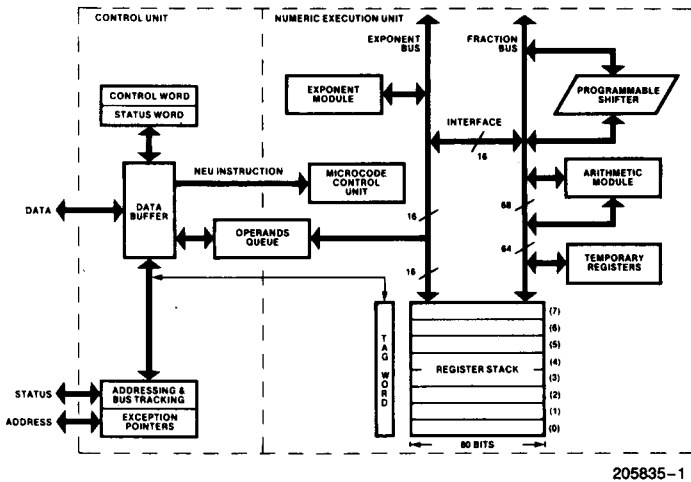 CONTROL UNIT
NUMERIC EXECUTION UNIT
EXPONENT
BUS
FRACTION
BUS
EXPONENT
MODULE
PROGRAMMABLE
SHIFTER
CONTROL WORD
STATUS WORD
INTERFACE
16
NEU INSTRUCTION
MICROCODE
CONTROL
UNIT
ARITHMETIC
MODULE
DATA
DATA
BUFFER
16
68
OPERANDS
QUEUE
64
TEMPORARY
REGISTERS
16
TAG WORD
REGISTER STACK
(7)
(6)
(5)
(4)
(3)
(2)
(1)
(0)
STATUS
ADDRESSING &
BUS TRACKING
ADDRESS
EXCEPTION
POINTERS
80 BITS
205835-1